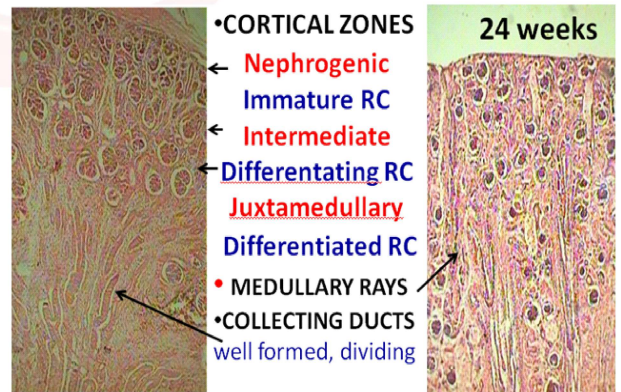 •CORTICAL ZONES
24 weeks
Nephrogenic
Immature RC
Intermediate
Differentating RC
Juxtamedullary
Differentiated RC
• MEDULLARY RAYS
•COLLECTING DUCTS
well formed, dividing